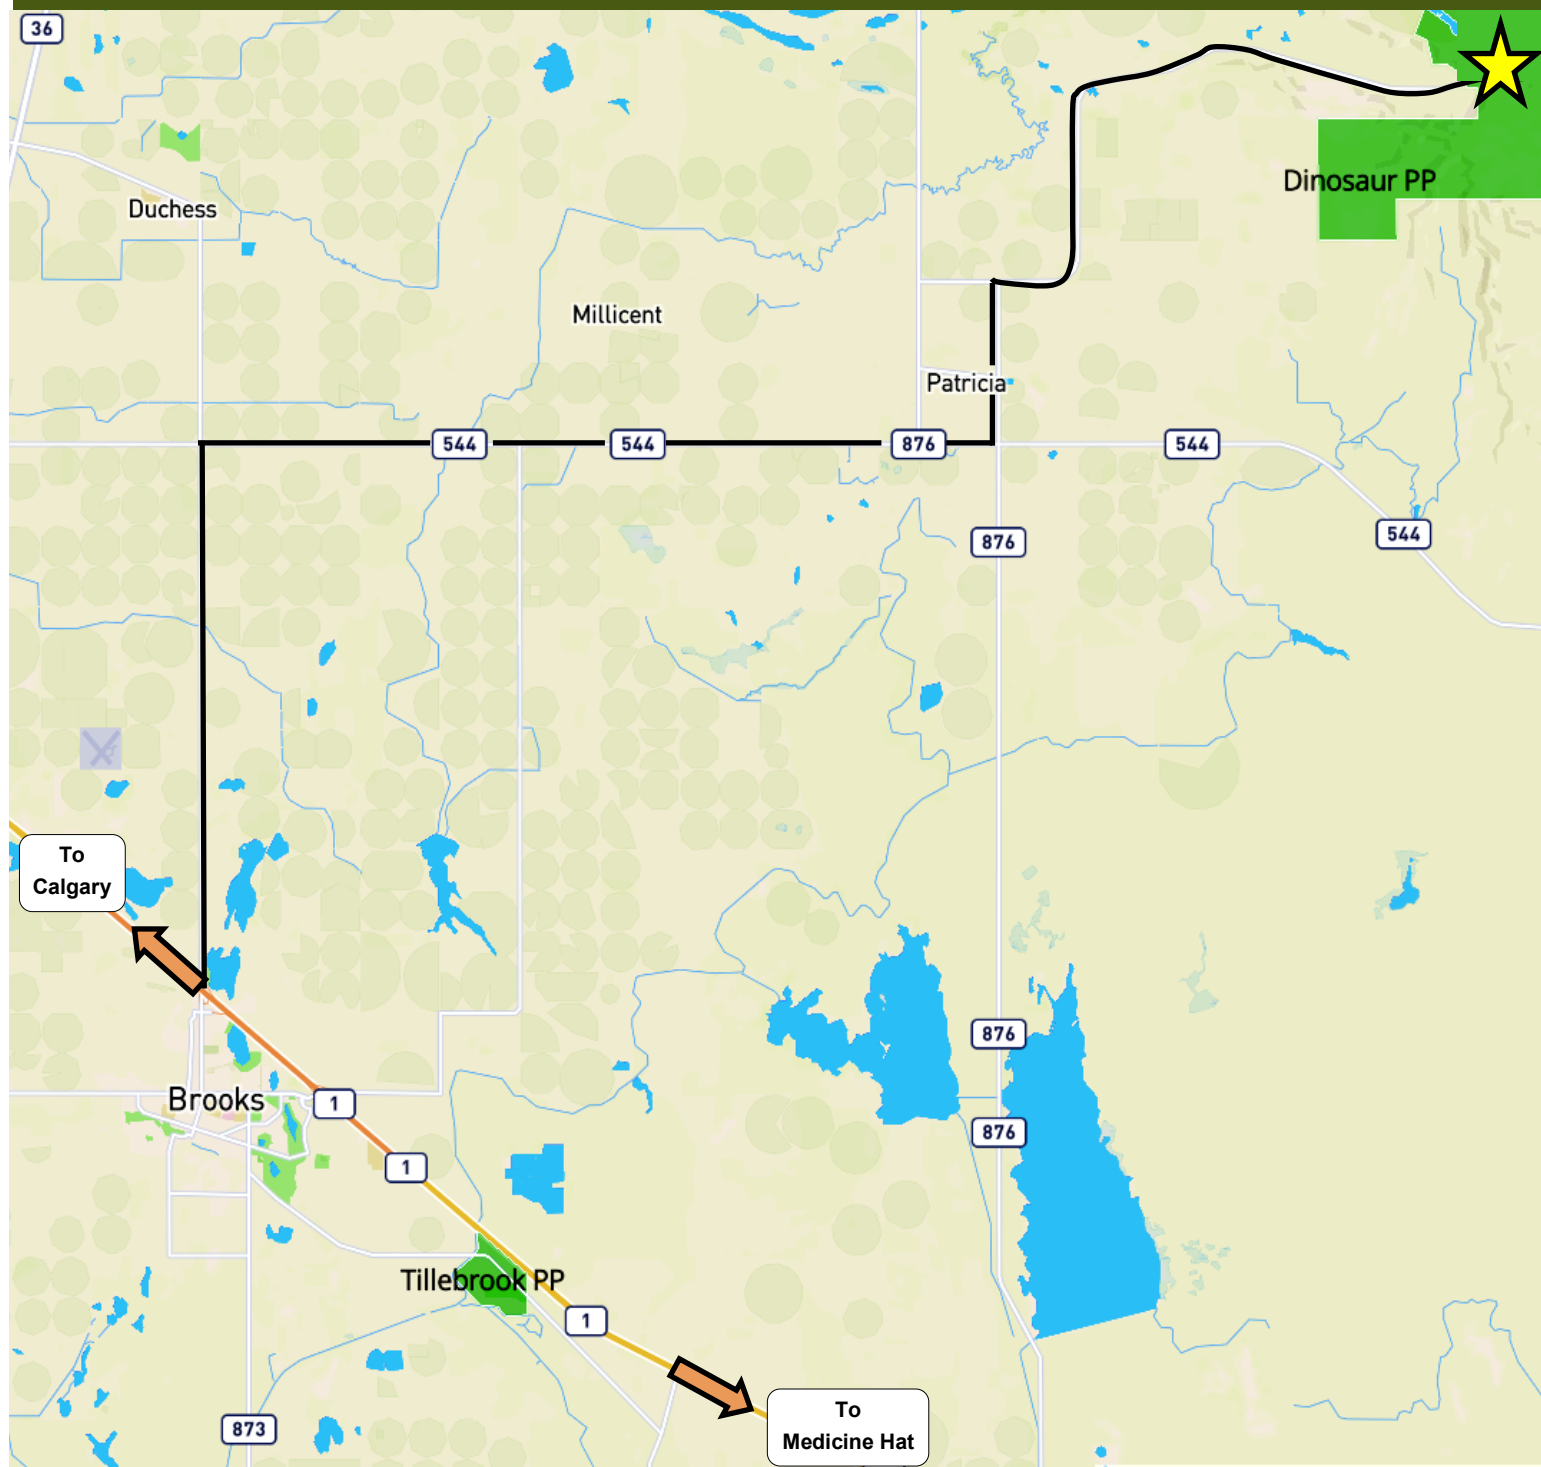 36
Duchess
Dinosaur PP
Millicent
Patricia
544
544
876
544
876
544
To
Calgary
876
Brooks
1
876
1
Tillebrook PP
1
To
Medicine Hat
873